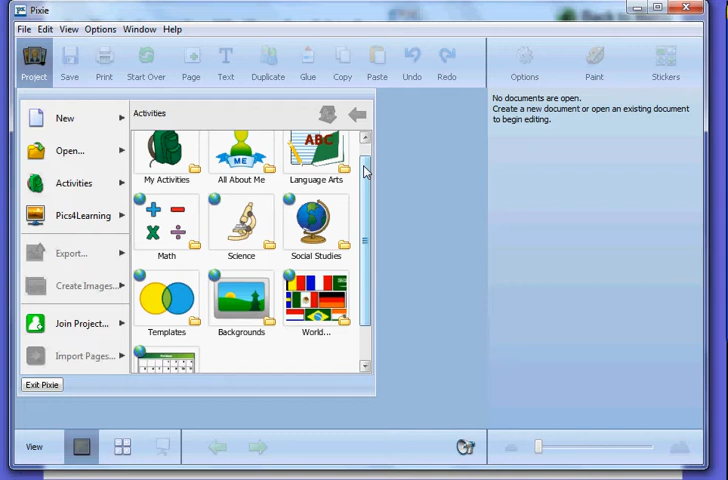 Pixie
File Edit View Options Window Help
Project Save Print Start Over Page Text Duplicate Glue Copy Paste Undo Redo Options Paint Stickers
No documents are open.
Create a new document or open an existing document
to begin editing.
New
Open...
Activities
Pics4Learning
Export...
Create Images...
Join Project...
Import Pages...
Exit Pixie
Activities
ABC
ME
My Activities All About Me Language Arts
Math Science Social Studies
Templates Backgrounds World...
View